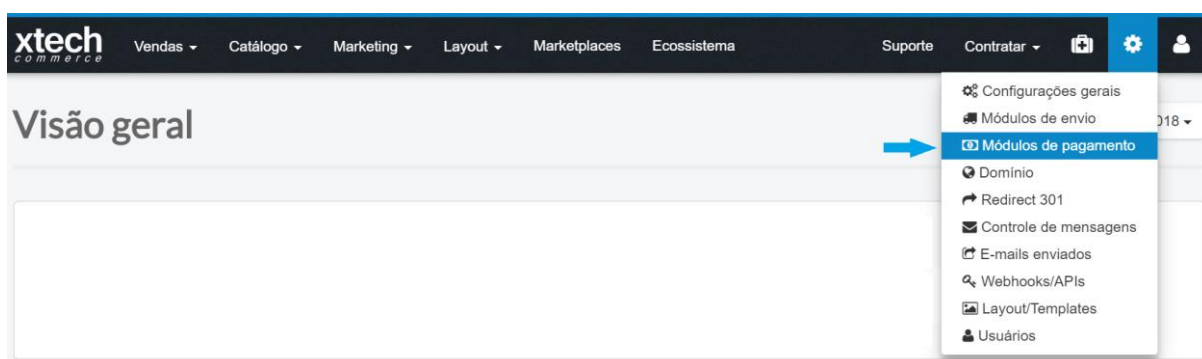 xtech
commerce
Vendas
Catálogo
Marketing
Layout
Marketplaces
Ecossistema
Suporte
Contratar
Visão geral
018
Configurações gerais
Módulos de envio
Módulos de pagamento
Domínio
Redirect 301
Controle de mensagens
E-mails enviados
Webhooks/APIs
Layout/Templates
Usuários